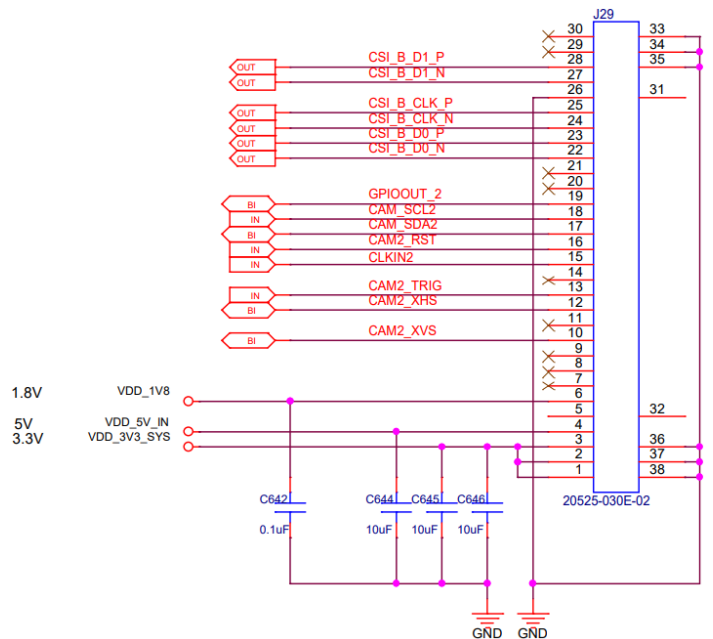 J29
30 33
29 34
CSI_B_D1_P 28 35
OUT CSI_B_D1_N 27
OUT 26 31
CSI_B_CLK_P 25
OUT CSI_B_CLK_N 24
OUT CSI_B_D0_P 23
OUT CSI_B_D0_N 22
OUT 21
20
GPIOOUT_2 19
BI CAM_SCL2 18
IN CAM_SDA2 17
BI CAM2_RST 16
IN CLKIN2 15
IN 14
CAM2_TRIG 13
IN CAM2_XHS 12
BI 11
CAM2_XVS 10
BI 9
8
7
1.8V VDD_1V8 6
5 32
5V VDD_5V_IN 4
3.3V VDD_3V3_SYS 3 36
2 37
1 38
C642 C644 C645 C646 20525-030E-02
0.1uF 10uF 10uF 10uF
GND GND